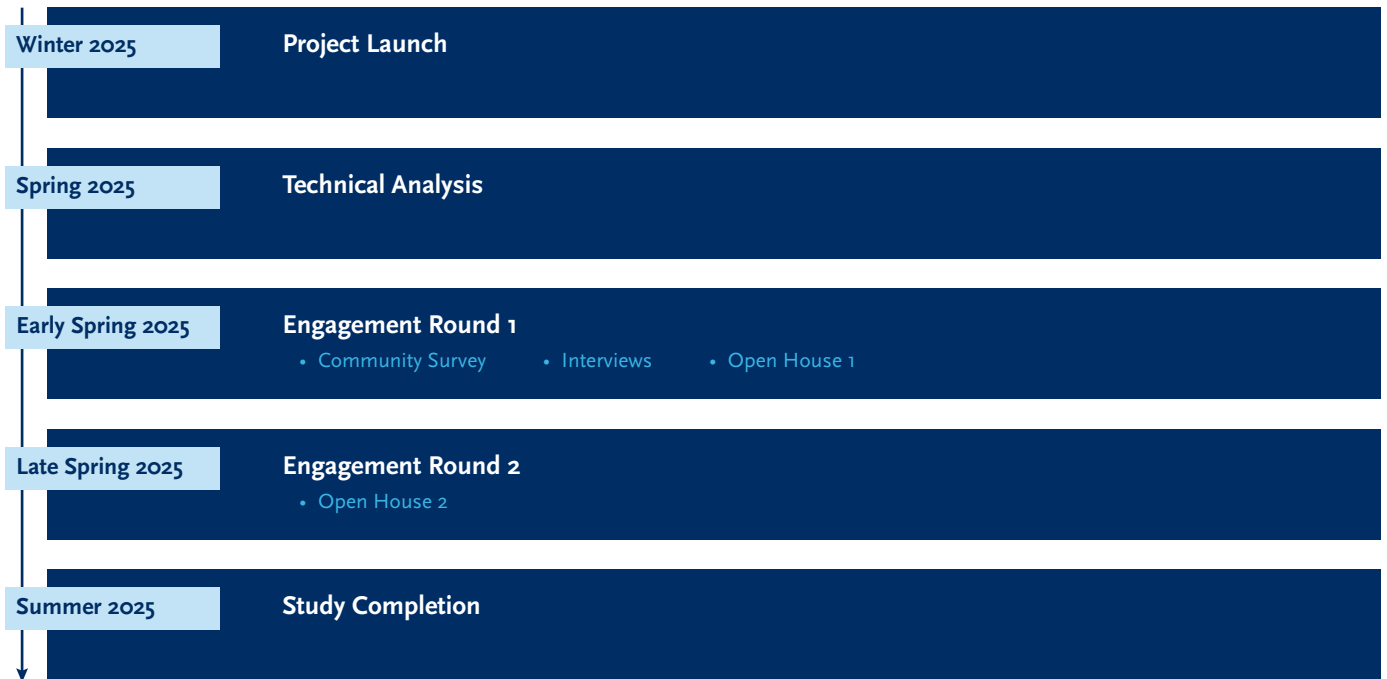 Winter 2025 Project Launch
Spring 2025 Technical Analysis
Early Spring 2025 Engagement Round 1
• Community Survey • Interviews • Open House 1
Late Spring 2025 Engagement Round 2
• Open House 2
Summer 2025 Study Completion